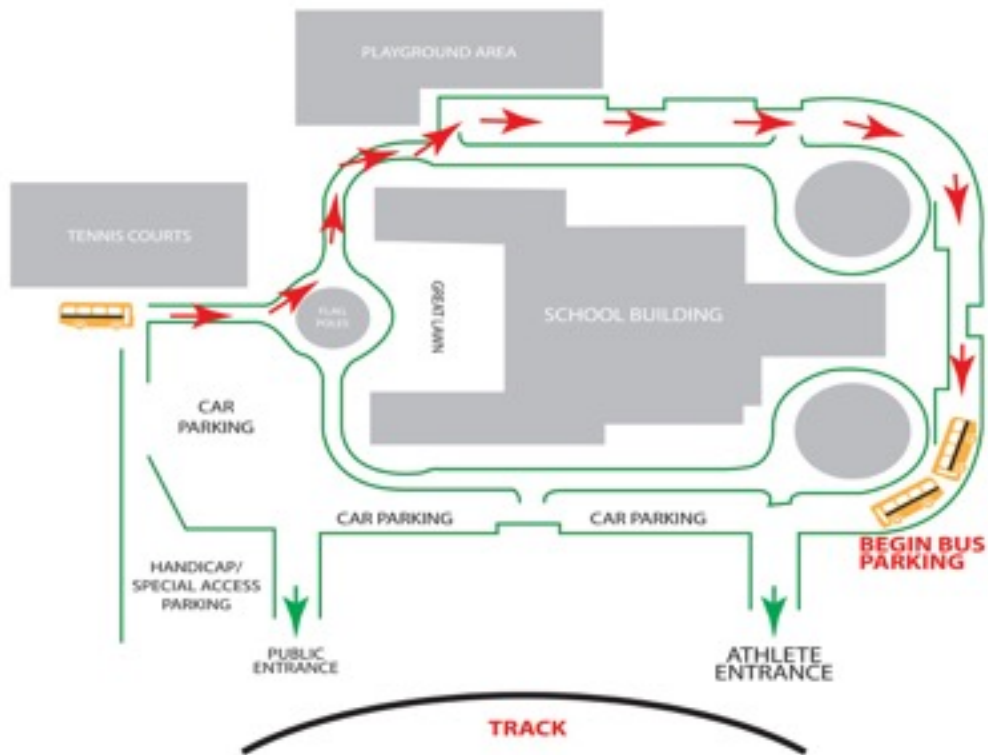 PLAYGROUND AREA
TENNIS COURTS
FLAG
POLES
GREAT LAWN
SCHOOL BUILDING
CAR
PARKING
CAR PARKING
CAR PARKING
BEGIN BUS
PARKING
HANDICAP/
SPECIAL ACCESS
PARKING
PUBLIC
ENTRANCE
ATHLETE
ENTRANCE
TRACK